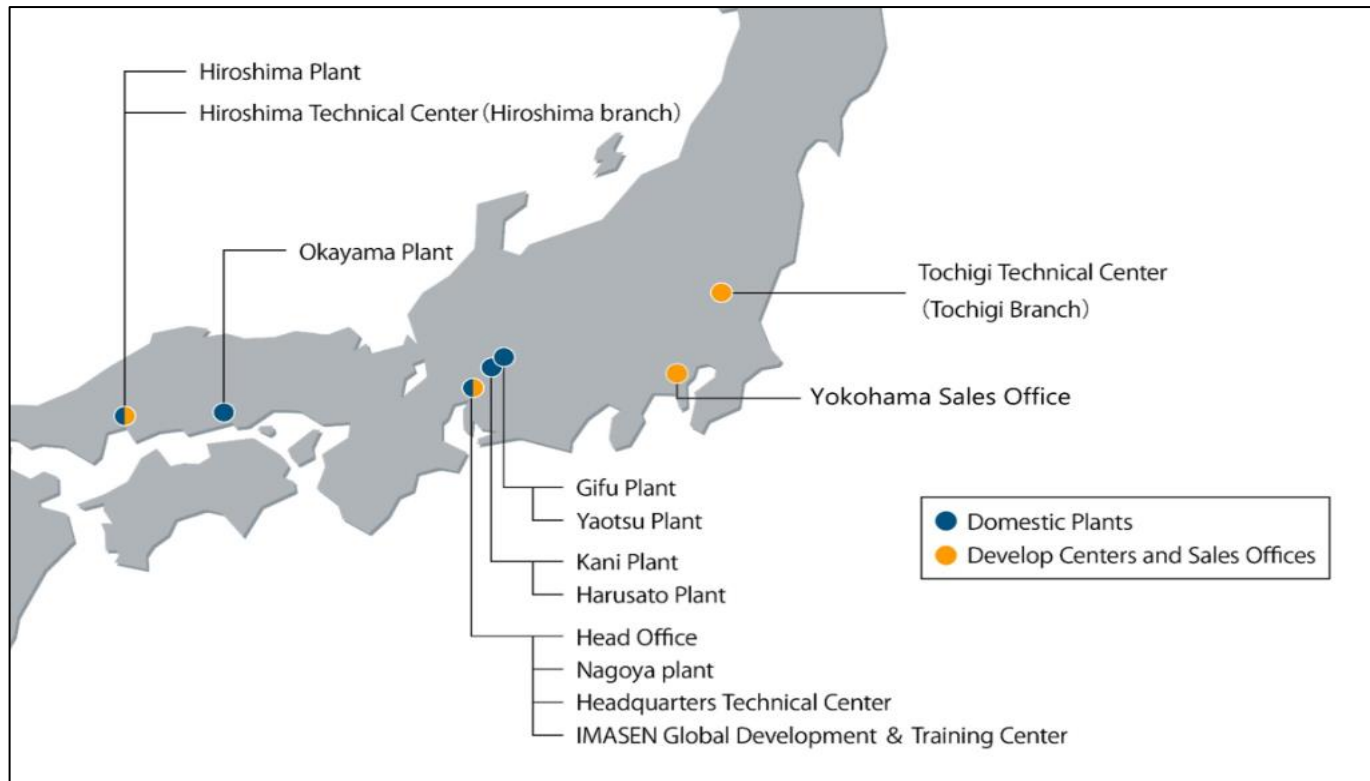 Hiroshima Plant
Hiroshima Technical Center (Hiroshima branch)
Okayama Plant
Tochigi Technical Center
(Tochigi Branch)
Yokohama Sales Office
Gifu Plant
Yaotsu Plant
Kani Plant
Harusato Plant
Head Office
Nagoya plant
Headquarters Technical Center
IMASEN Global Development & Training Center
Domestic Plants
Develop Centers and Sales Offices